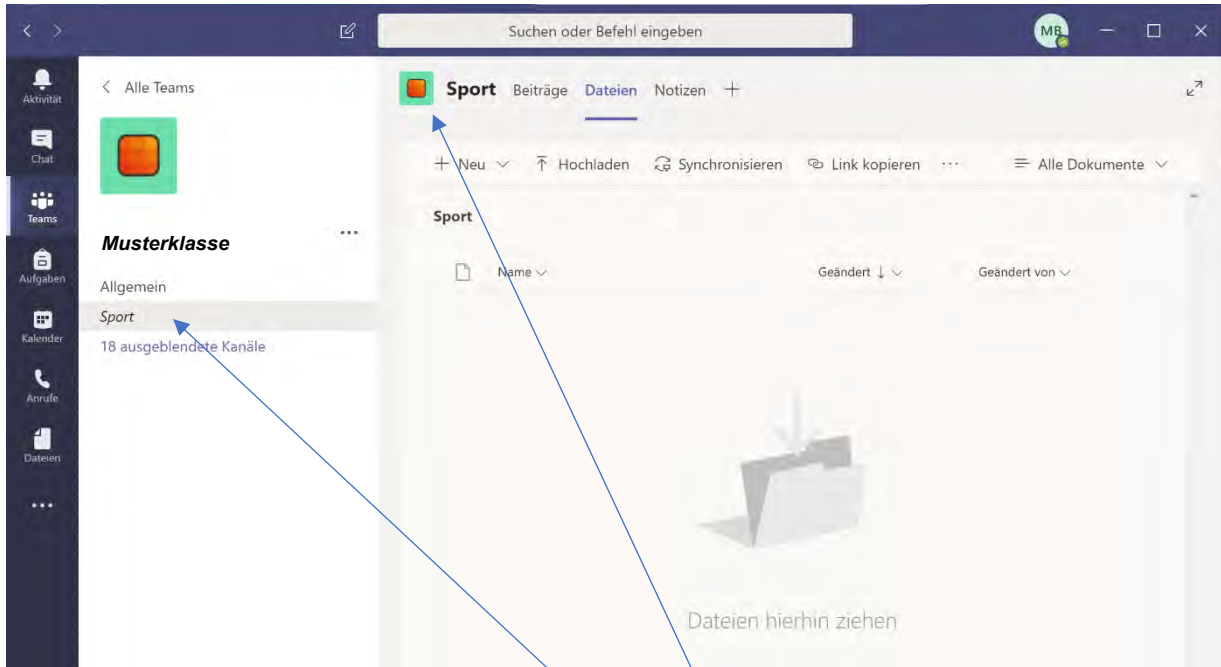 Suchen oder Befehl eingeben
MB
Aktivität
Chat
Teams
Aufgaben
Kalender
Anrufe
Dateien
Alle Teams
Musterklasse
Allgemein
Sport
18 ausgeblendete Kanäle
Sport Beiträge Dateien Notizen
Neu Hochladen Synchronisieren Link kopieren ... Alle Dokumente
Sport
Name Geändert ↓ Geändert von
Dateien hierhin ziehen